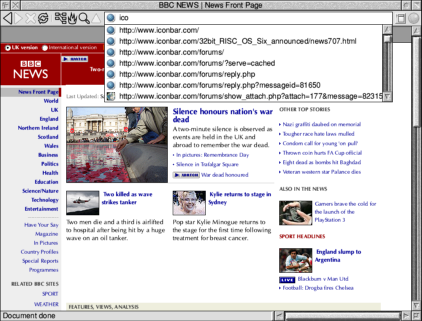 BBC NEWS | News Front Page
ico
http://www.iconbar.com/
http://www.iconbar.com/32bit_RISC_OS_Six_announced/news707.html
http://www.iconbar.com/forums/
http://www.iconbar.com/forums/?serve=cached
http://www.iconbar.com/forums/reply.php
http://www.iconbar.com/forums/reply.php?messageid=81650
http://www.iconbar.com/forums/show_attach.php?attach=177&message=82315
UK version
International version
BBC
NEWS
WATCH
Two
Last Updated:
News Front Page
World
UK
England
Northern Ireland
Scotland
Wales
Business
Politics
Health
Education
Science/Nature
Technology
Entertainment
Have Your Say
Magazine
In Pictures
Country Profiles
Special Reports
Programmes
RELATED BBC SITES
SPORT
WEATHER
Silence honours nation's war
dead
A two-minute silence is observed as
events are held in the UK and
abroad to remember the war dead.
In pictures: Remembrance Day
Silence in Trafalgar Square
WATCH War dead honoured
Two killed as wave
strikes tanker
Two men die and a third is airlifted
to hospital after being hit by a huge
wave on an oil tanker.
Kylie returns to stage in
Sydney
Pop star Kylie Minogue returns to
the stage for the first time following
treatment for breast cancer.
FEATURES, VIEWS, ANALYSIS
OTHER TOP STORIES
Nazi graffiti daubed on memorial
Tougher race hate laws mulled
Condom call for young 'on pull'
Thrown coin hurts FA Cup official
Eight dead as bombs hit Baghdad
Veteran western star Palance dies
ALSO IN THE NEWS
Gamers brave the cold for
the launch of the
PlayStation 3
SPORT HEADLINES
England slump to
Argentina
LIVE Blackburn v Man Utd
Football: Drogba fires Chelsea
Document done